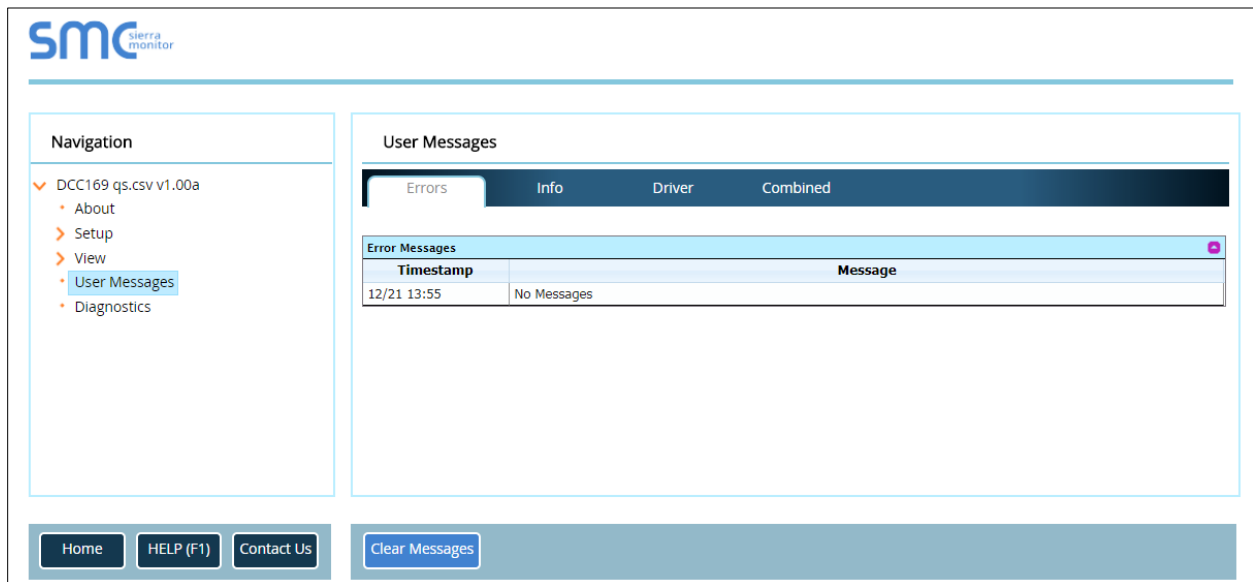 SMC sierra
monitor
Navigation
DCC169 qs.csv v1.00a
About
Setup
View
User Messages
Diagnostics
User Messages
Errors Info Driver Combined
Error Messages
Timestamp Message
12/21 13:55 No Messages
Home HELP (F1) Contact Us
Clear Messages